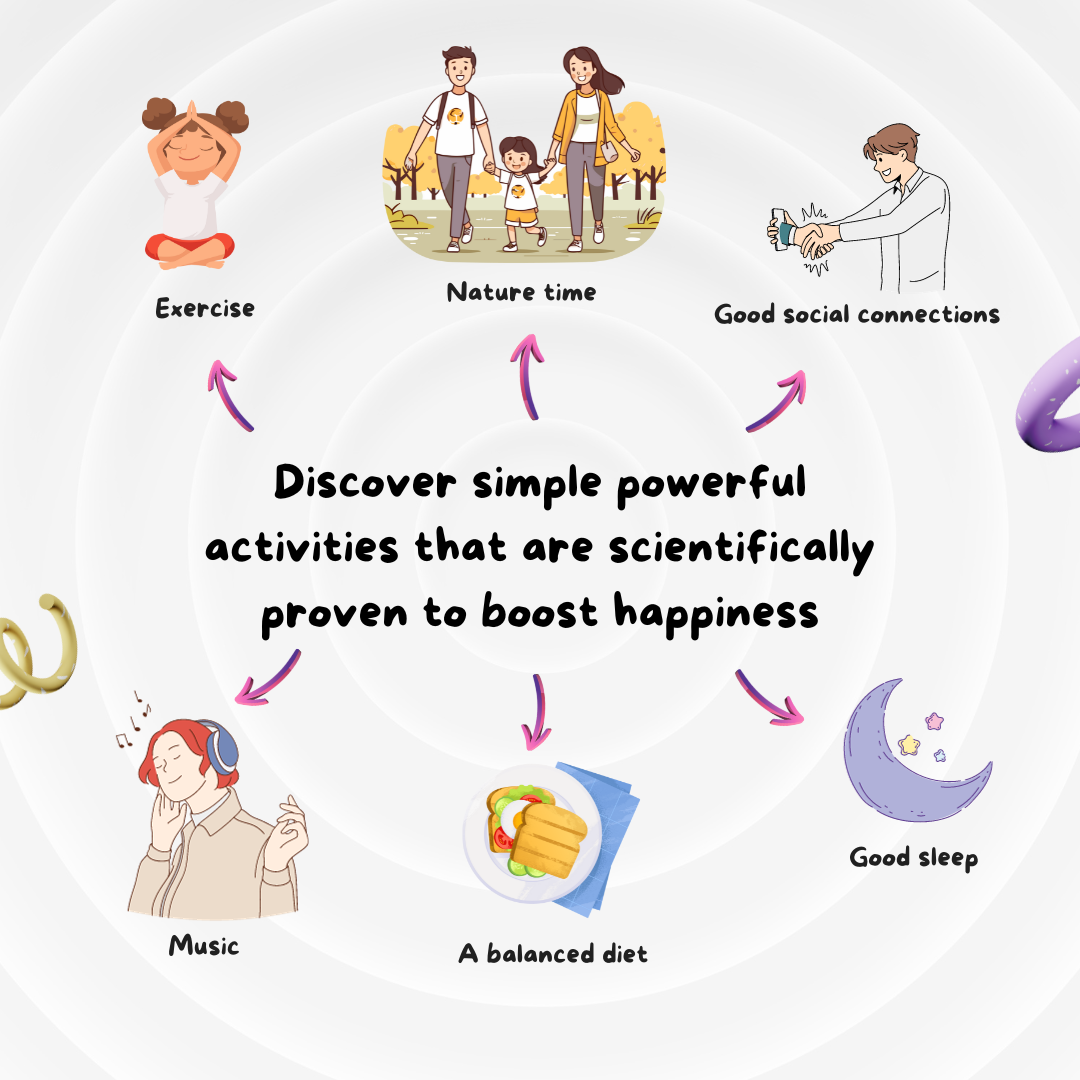 Exercise
Nature time
Good social connections
Discover simple powerful
activities that are scientifically
proven to boost happiness
Music
A balanced diet
Good sleep